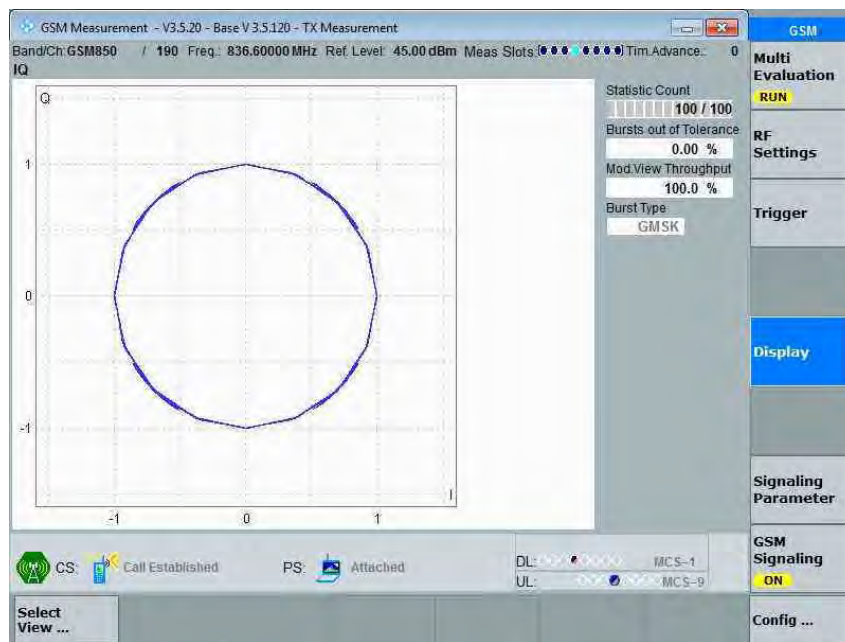 GSM Measurement - V3.5.20 - Base V 3.5.120 - TX Measurement
GSM
Band/Ch:GSM850 / 190 Freq.: 836.60000 MHz Ref. Level: 45.00 dBm Meas Slots: Tim.Advance.: 0
IQ
Multi
Evaluation
RUN
RF
Settings
Trigger
Display
Signaling
Parameter
GSM
Signaling
ON
Config ...
Statistic Count
100 / 100
Bursts out of Tolerance
0.00 %
Mod.View Throughput
100.0 %
Burst Type
GMSK
Q
1
0
-1
I
-1 0 1
CS: Call Established PS: Attached
DL: MCS-1
UL: MCS-9
Select
View ...